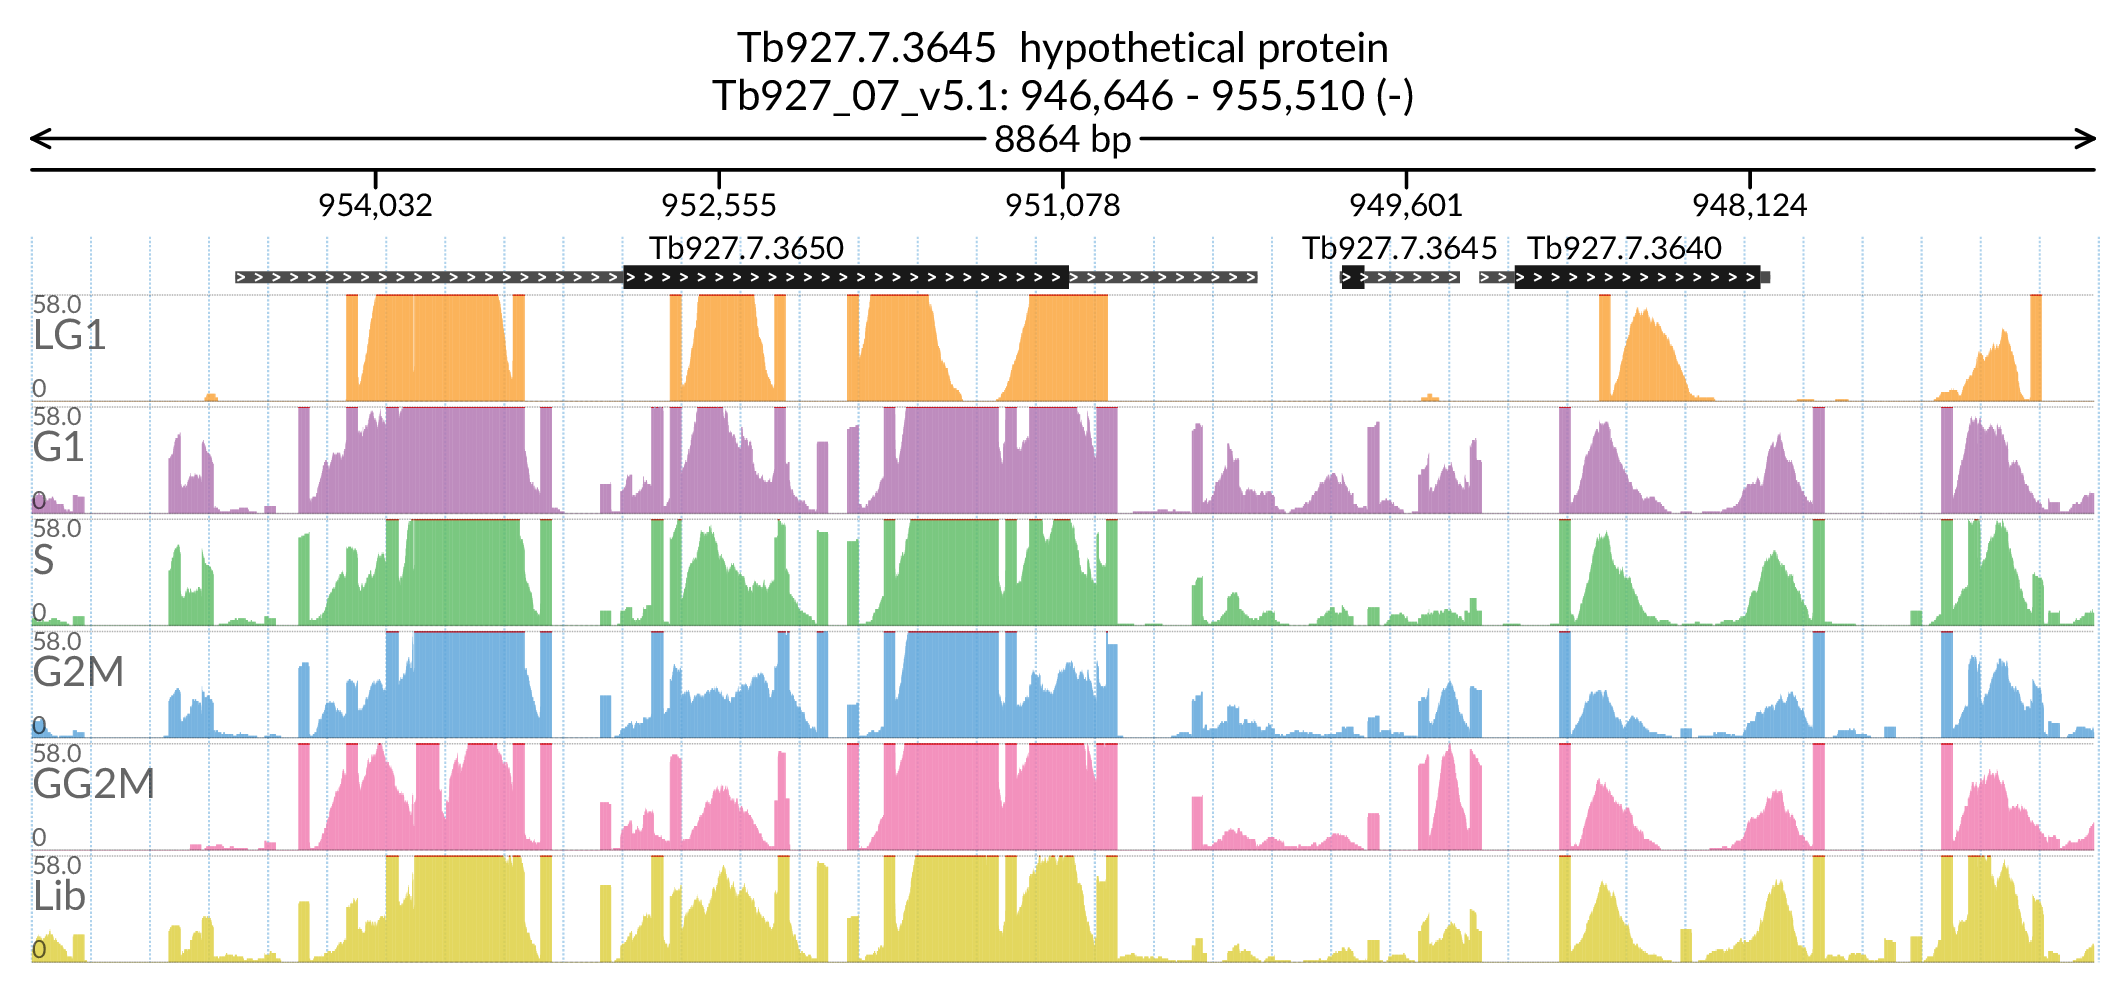 Tb927.7.3645 hypothetical protein
Tb927_07_v5.1: 946,646 - 955,510 (-)
8864 bp
954,032 952,555 951,078 949,601 948,124
Tb927.7.3650 Tb927.7.3645 Tb927.7.3640
58.0
LG1
0
58.0
G1
0
58.0
S
0
58.0
G2M
0
58.0
GG2M
0
58.0
Lib
0